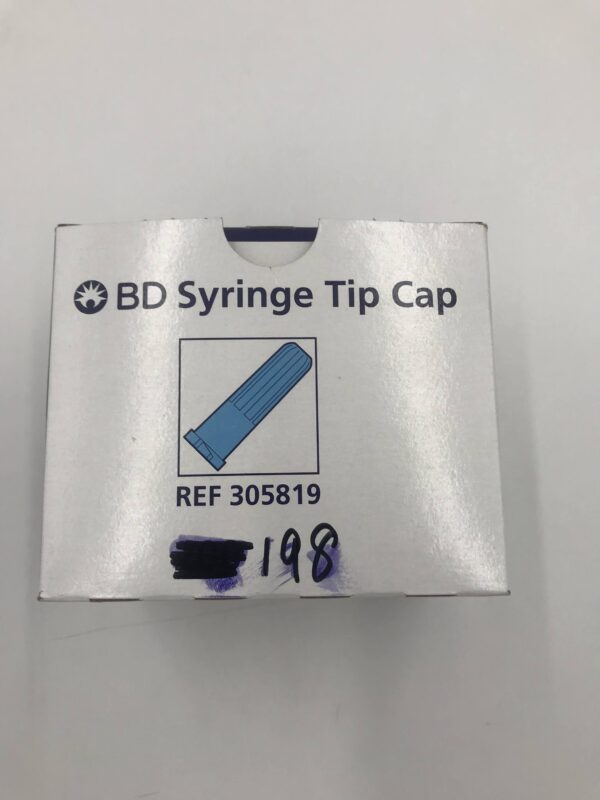 BD Syringe Tip Cap
REF 305819
198